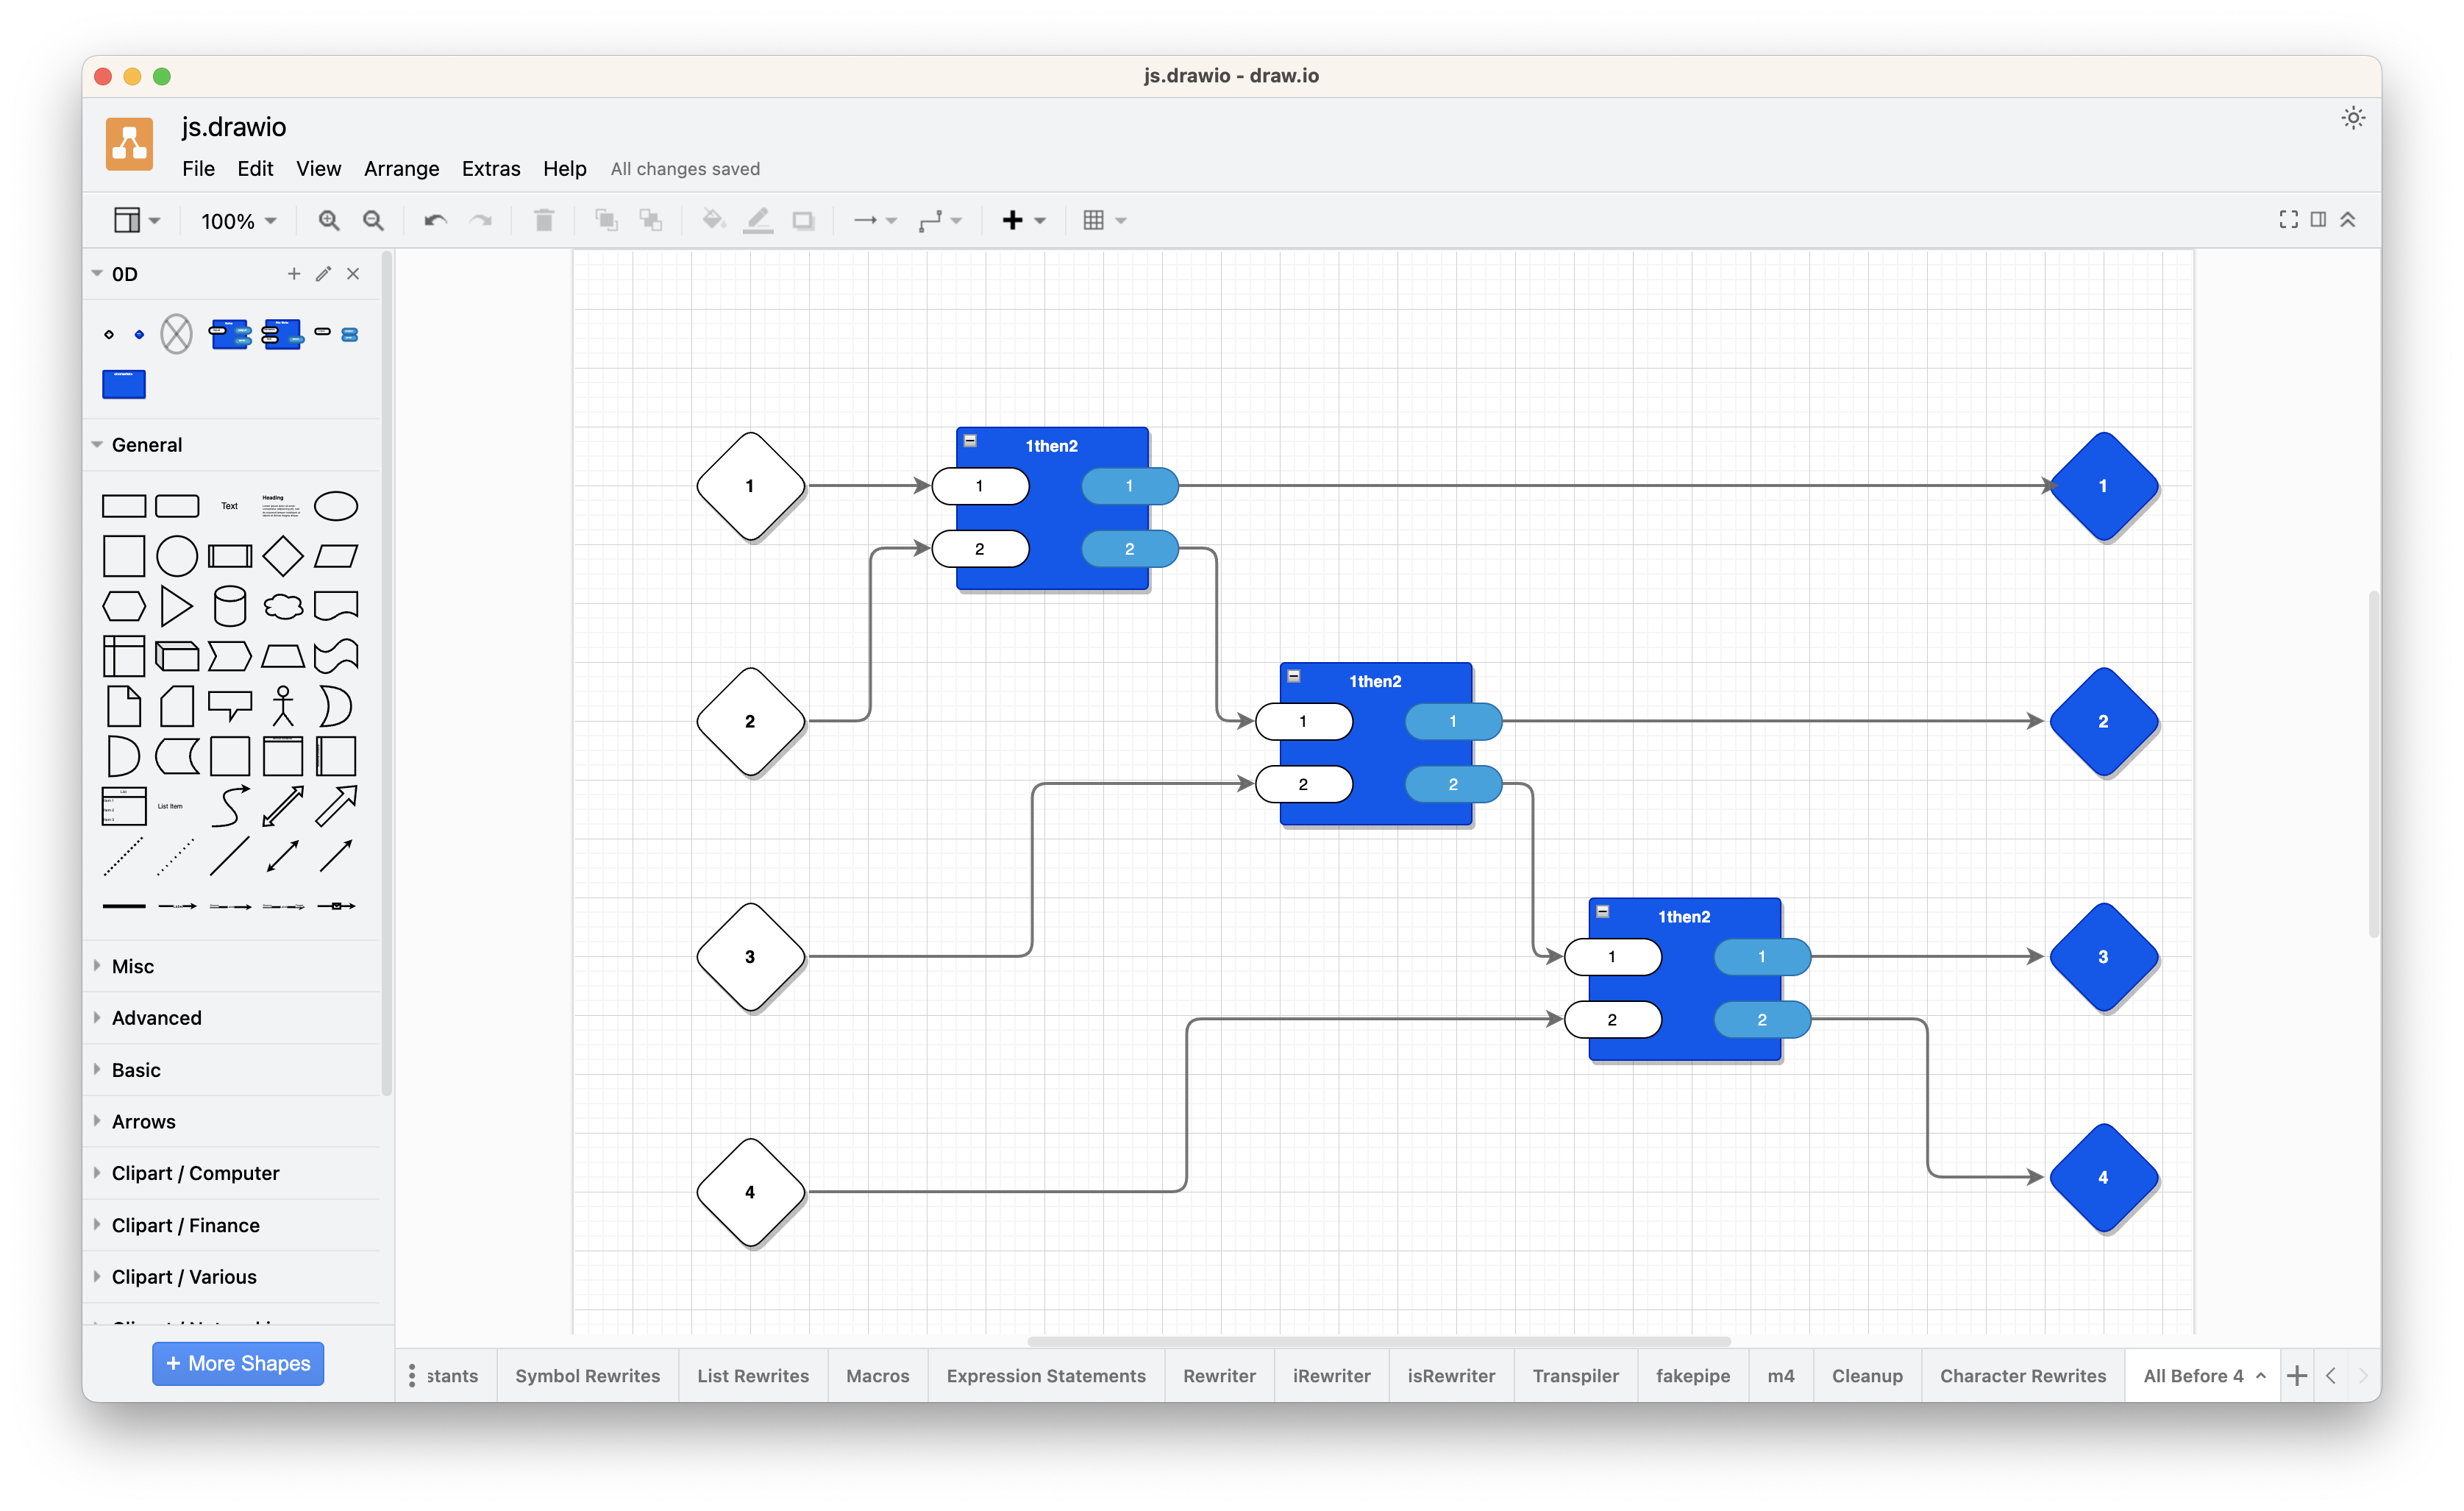 js.drawio - draw.io
js.drawio
File Edit View Arrange Extras Help All changes saved
100%
0D
General
Text
Heading
List
List Item
Misc
Advanced
Basic
Arrows
Clipart / Computer
Clipart / Finance
Clipart / Various
+ More Shapes
1
1then2
1
1
2
2
1
2
1then2
1
1
2
2
2
3
1then2
1
1
2
2
3
4
4
stants Symbol Rewrites List Rewrites Macros Expression Statements Rewriter iRewriter isRewriter Transpiler fakepipe m4 Cleanup Character Rewrites All Before 4